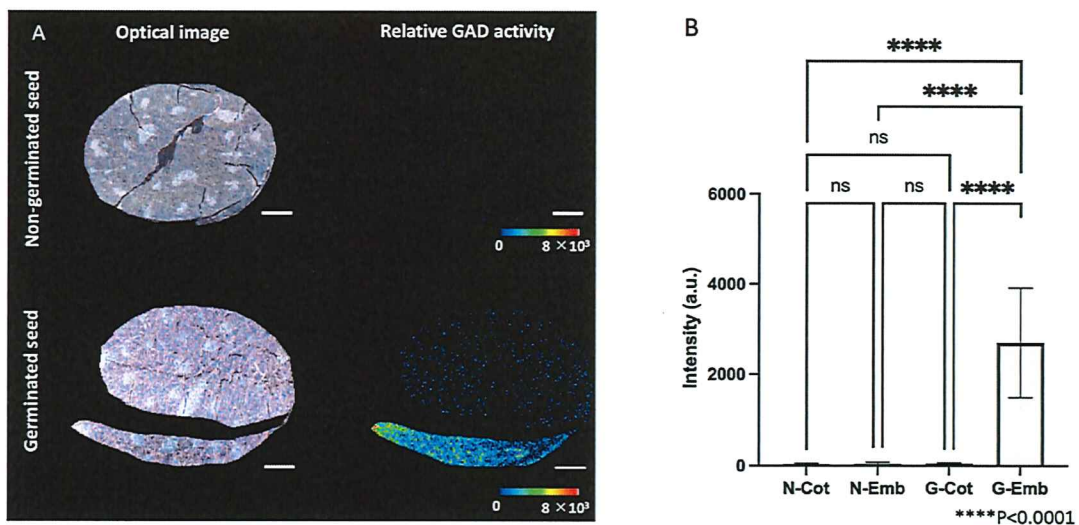 A
Optical image
Relative GAD activity
Non-germinated seed
0
8 ×10³
Germinated seed
0
8 ×10³
B
****
****
ns
ns
ns
****
6000
4000
2000
0
Intensity (a.u.)
N-Cot
N-Emb
G-Cot
G-Emb
****P<0.0001